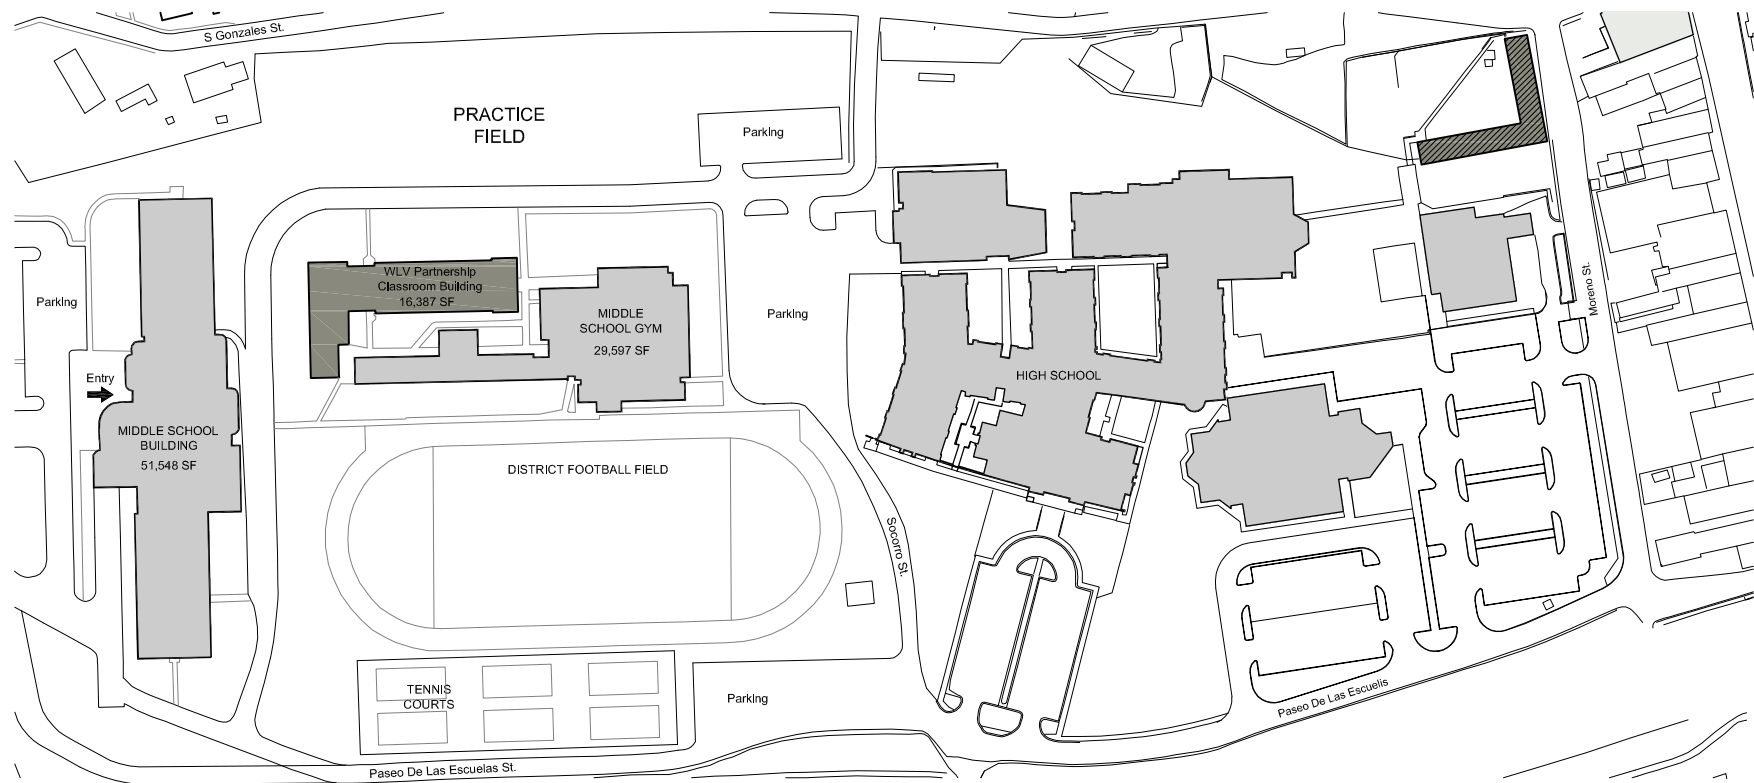 S Gonzales St.
PRACTICE
FIELD
Parking
WLV Partnership
Classroom Building
16,387 SF
Parking
MIDDLE
SCHOOL GYM
29,597 SF
Parking
Moreno St.
Entry
HIGH SCHOOL
MIDDLE SCHOOL
BUILDING
51,548 SF
DISTRICT FOOTBALL FIELD
Socorro St.
TENNIS
COURTS
Parking
Paseo De Las Escuelis
Paseo De Las Escuelas St.